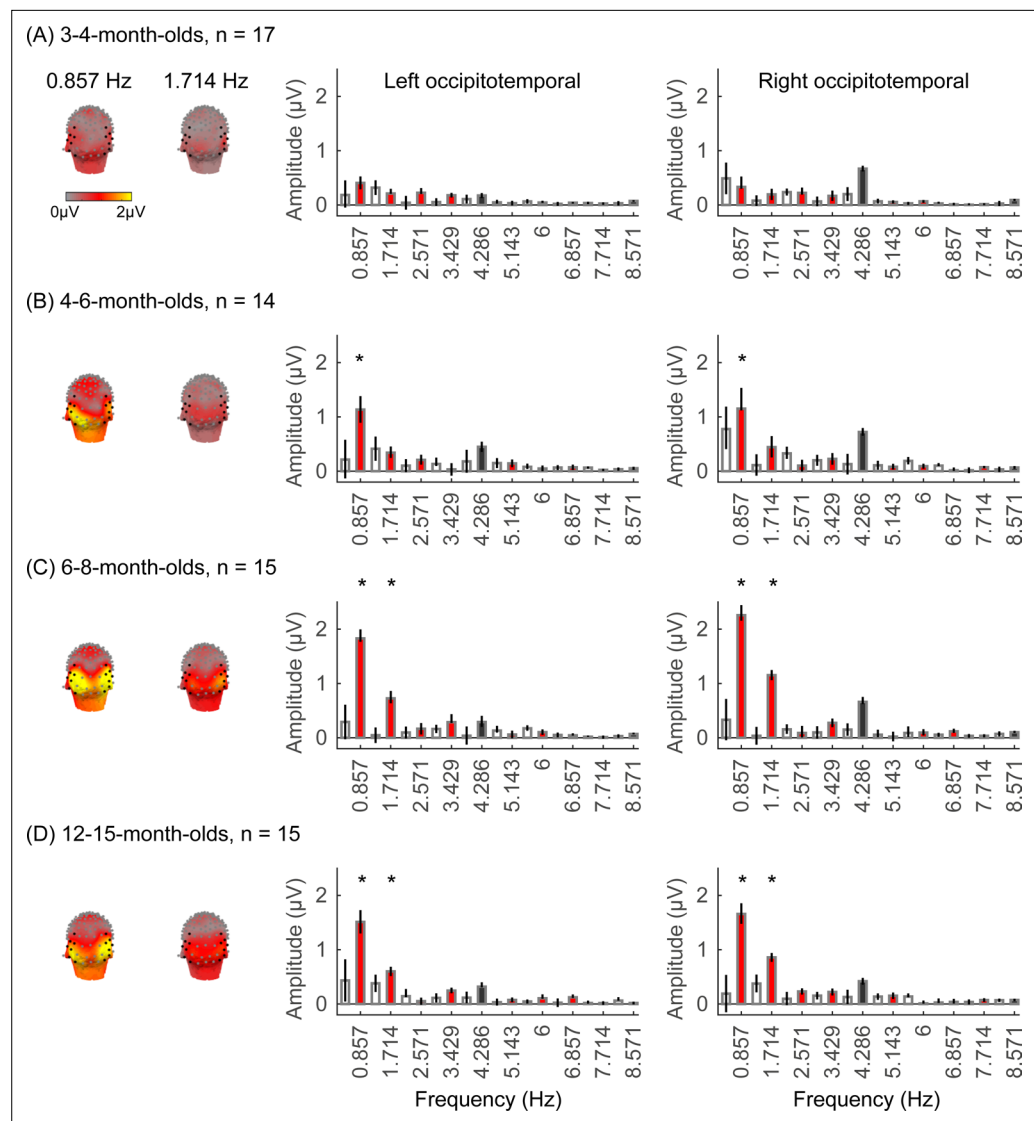 (A) 3-4-month-olds, n = 17
0.857 Hz 1.714 Hz
0µV 2µV
Left occipitotemporal
Amplitude (µV)
2
1
0
0.857 1.714 2.571 3.429 4.286 5.143 6 6.857 7.714 8.571
Right occipitotemporal
Amplitude (µV)
2
1
0
0.857 1.714 2.571 3.429 4.286 5.143 6 6.857 7.714 8.571
(B) 4-6-month-olds, n = 14
Amplitude (µV)
2
1
0
*
0.857 1.714 2.571 3.429 4.286 5.143 6 6.857 7.714 8.571
Amplitude (µV)
2
1
0
*
0.857 1.714 2.571 3.429 4.286 5.143 6 6.857 7.714 8.571
(C) 6-8-month-olds, n = 15
Amplitude (µV)
2
1
0
* *
0.857 1.714 2.571 3.429 4.286 5.143 6 6.857 7.714 8.571
Amplitude (µV)
2
1
0
* *
0.857 1.714 2.571 3.429 4.286 5.143 6 6.857 7.714 8.571
(D) 12-15-month-olds, n = 15
Amplitude (µV)
2
1
0
* *
0.857 1.714 2.571 3.429 4.286 5.143 6 6.857 7.714 8.571
Frequency (Hz)
Amplitude (µV)
2
1
0
* *
0.857 1.714 2.571 3.429 4.286 5.143 6 6.857 7.714 8.571
Frequency (Hz)